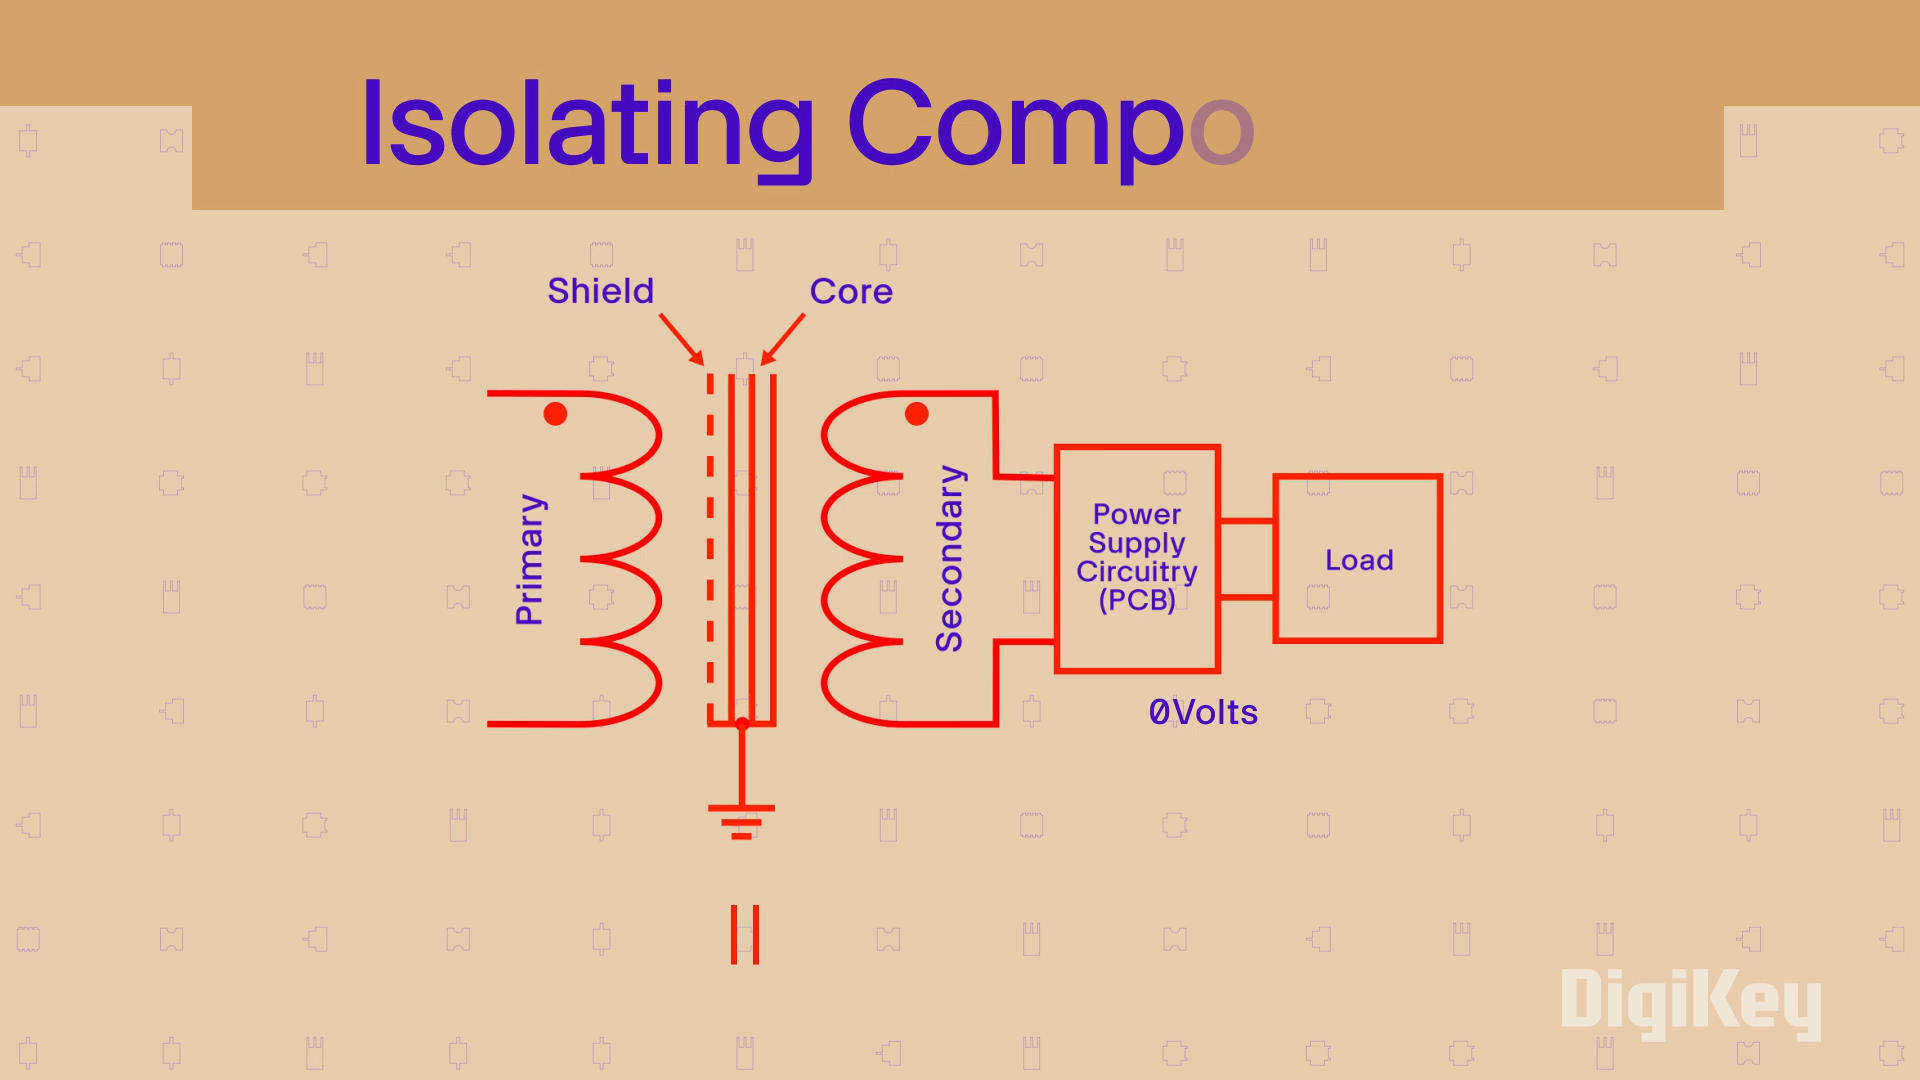 Isolating Compo
Shield
Core
Primary
Secondary
Power
Supply
Circuitry
(PCB)
Load
0Volts
DigiKey